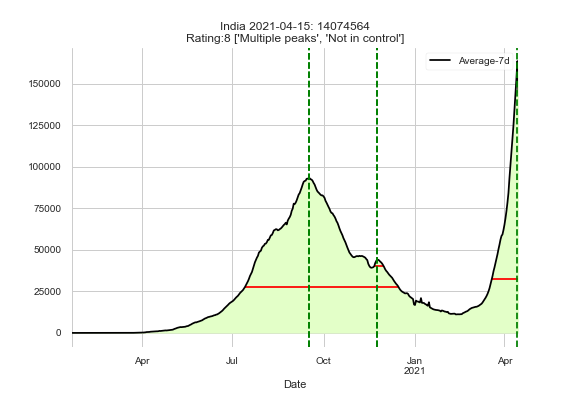 India 2021-04-15: 14074564
Rating:8 ['Multiple peaks', 'Not in control']
Average-7d
150000
125000
100000
75000
50000
25000
0
Apr
Jul
Oct
Jan
2021
Apr
Date